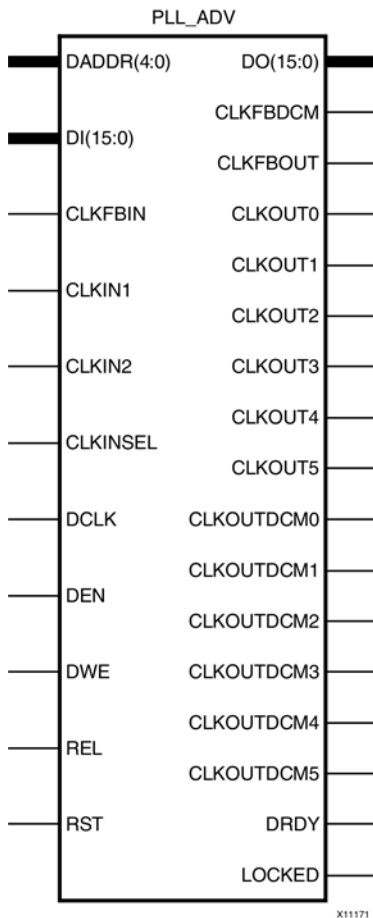 PLL_ADV
DADDR(4:0)
DO(15:0)
CLKFBDCM
DI(15:0)
CLKFBOUT
CLKFBIN
CLKOUT0
CLKOUT1
CLKIN1
CLKOUT2
CLKIN2
CLKOUT3
CLKOUT4
CLKINSEL
CLKOUT5
DCLK
CLKOUTDCM0
CLKOUTDCM1
DEN
CLKOUTDCM2
DWE
CLKOUTDCM3
CLKOUTDCM4
REL
CLKOUTDCM5
RST
DRDY
LOCKED
X11171